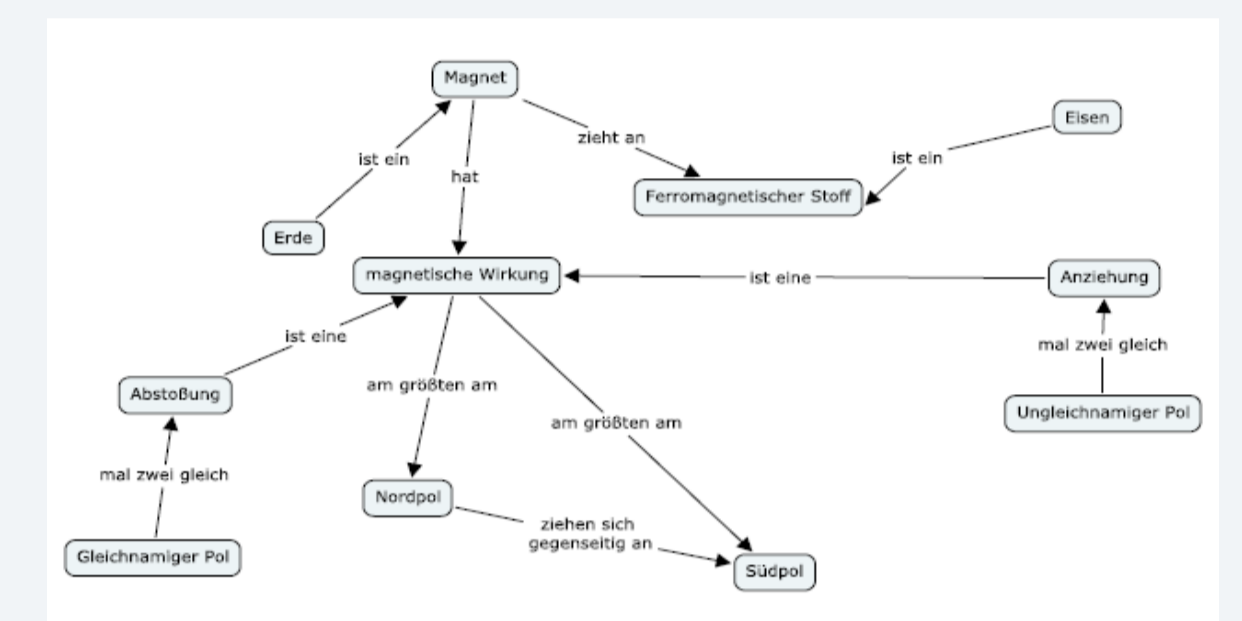 Magnet
Eisen
zieht an
ist ein
ist ein
hat
Ferromagnetischer Stoff
Erde
magnetische Wirkung
ist eine
Anziehung
ist eine
mal zwei gleich
am größten am
Abstoßung
Ungleichnamiger Pol
am größten am
mal zwei gleich
Nordpol
ziehen sich
gegenseitig an
Gleichnamiger Pol
Südpol